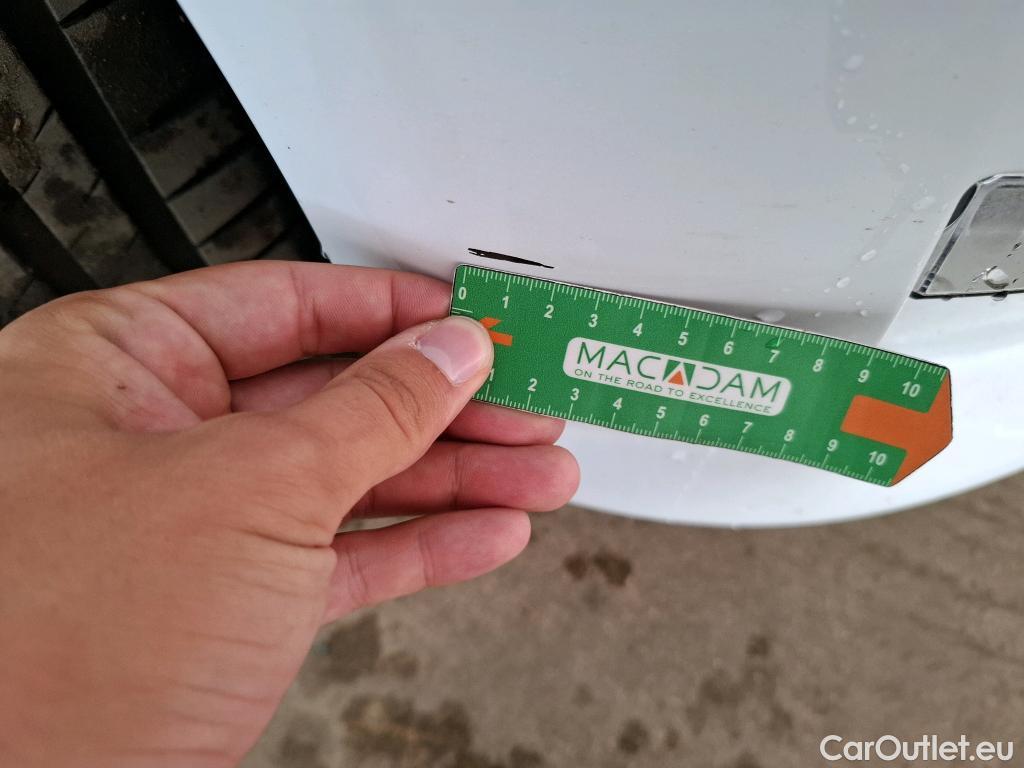 0 1 2 3 4 5 6 7 8 9 10
MACADAM
ON THE ROAD TO EXCELLENCE
1 2 3 4 5 6 7 8 9 10
CarOutlet.eu